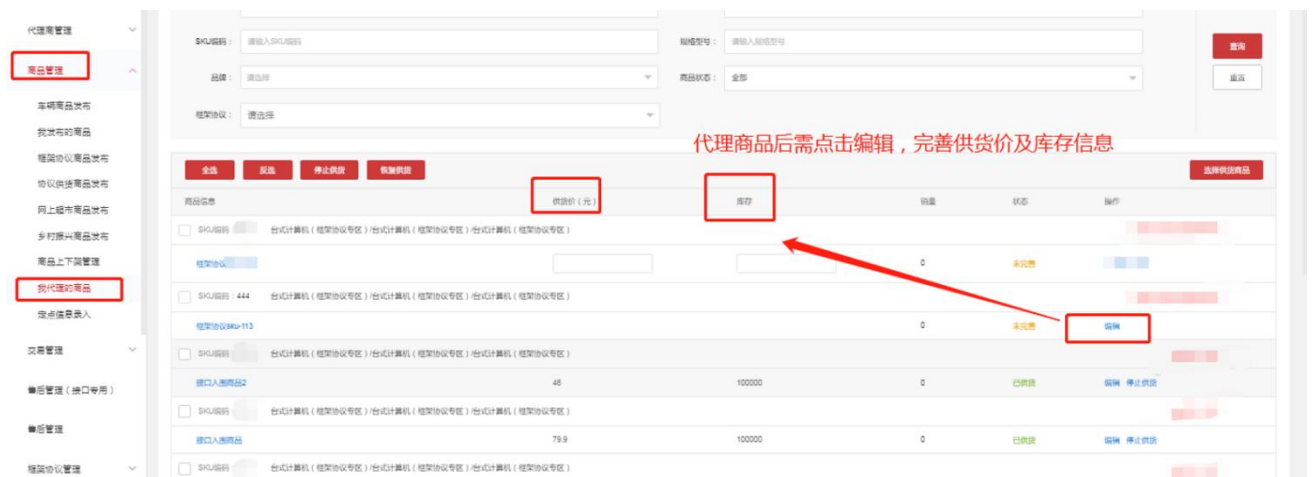 代理商管理
商品管理
车辆商品发布
我发布的商品
框架协议商品发布
协议供货商品发布
网上超市商品发布
乡村振兴商品发布
商品上下架管理
我代理的商品
定点信息录入
交易管理
售后管理（接口专用）
售后管理
框架协议管理
SKU编码： 请输入SKU编码 规格型号： 请输入规格型号 查询
品牌： 请选择 商品状态： 全部 重置
框架协议： 请选择
代理商品后需点击编辑，完善供货价及库存信息
全选 反选 停止供货 恢复供货 选择供货商品
商品信息 供货价（元） 库存 销量 状态 操作
SKU编码 台式计算机（框架协议专区）/台式计算机（框架协议专区）/台式计算机（框架协议专区）
框架协议 0 未完善
SKU编码：444 台式计算机（框架协议专区）/台式计算机（框架协议专区）/台式计算机（框架协议专区）
框架协议sku-113 0 未完善 编辑
SKU编码 台式计算机（框架协议专区）/台式计算机（框架协议专区）/台式计算机（框架协议专区）
接口入围商品2 46 100000 0 已供货 编辑 停止供货
SKU编码 台式计算机（框架协议专区）/台式计算机（框架协议专区）/台式计算机（框架协议专区）
接口入围商品 79.9 100000 0 已供货 编辑 停止供货
SKU编码 台式计算机（框架协议专区）/台式计算机（框架协议专区）/台式计算机（框架协议专区）